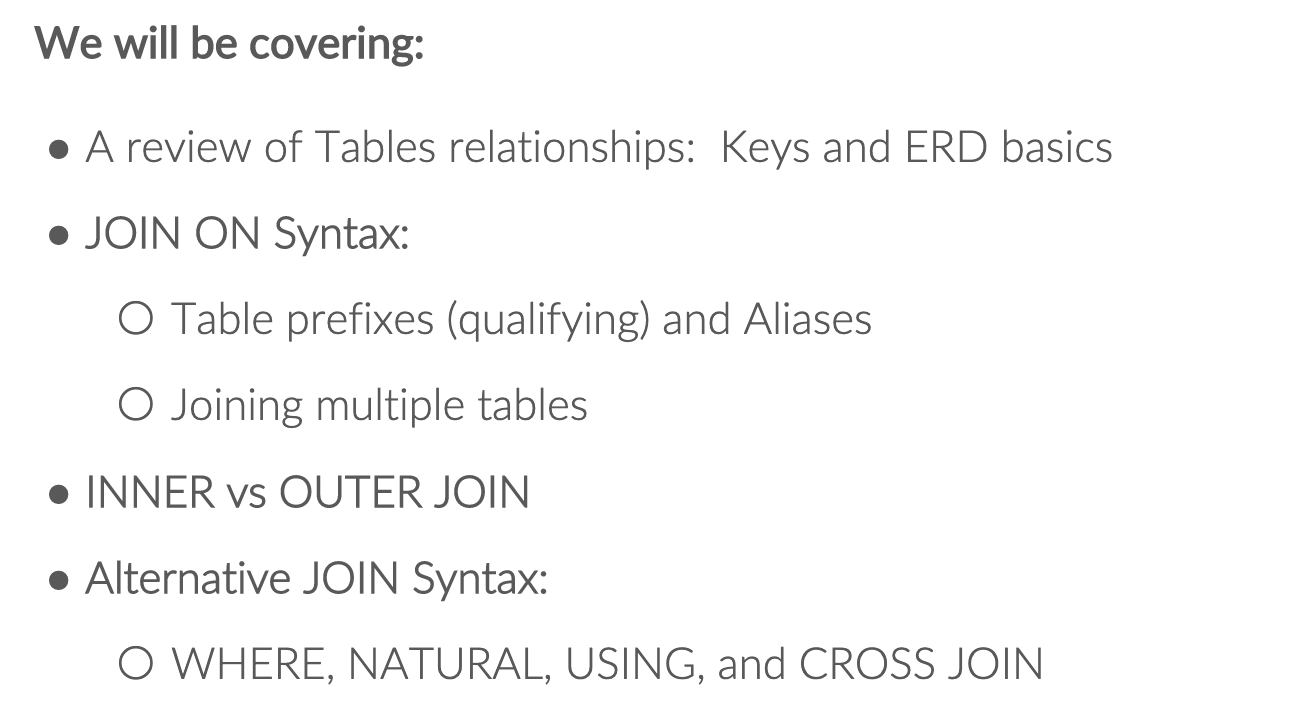 We will be covering:
● A review of Tables relationships:  Keys and ERD basics
● JOIN ON Syntax:
○ Table prefixes (qualifying) and Aliases
○ Joining multiple tables
● INNER vs OUTER JOIN
● Alternative JOIN Syntax:
○ WHERE, NATURAL, USING, and CROSS JOIN